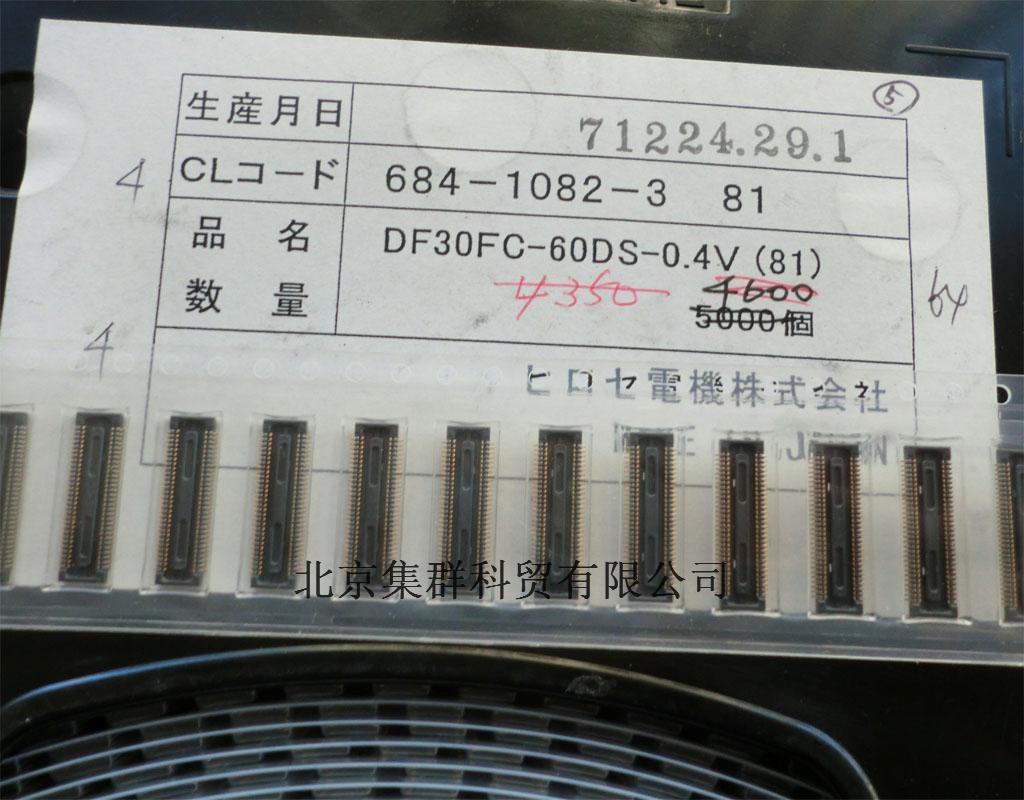 ⑤
生産月日 71224.29.1
4
CLコード 684-1082-3 81
品名 DF30FC-60DS-0.4V (81)
数量 4350 4600
5000個
64
4
ヒロセ電機株式会社
JAPAN
北京集群科贸有限公司